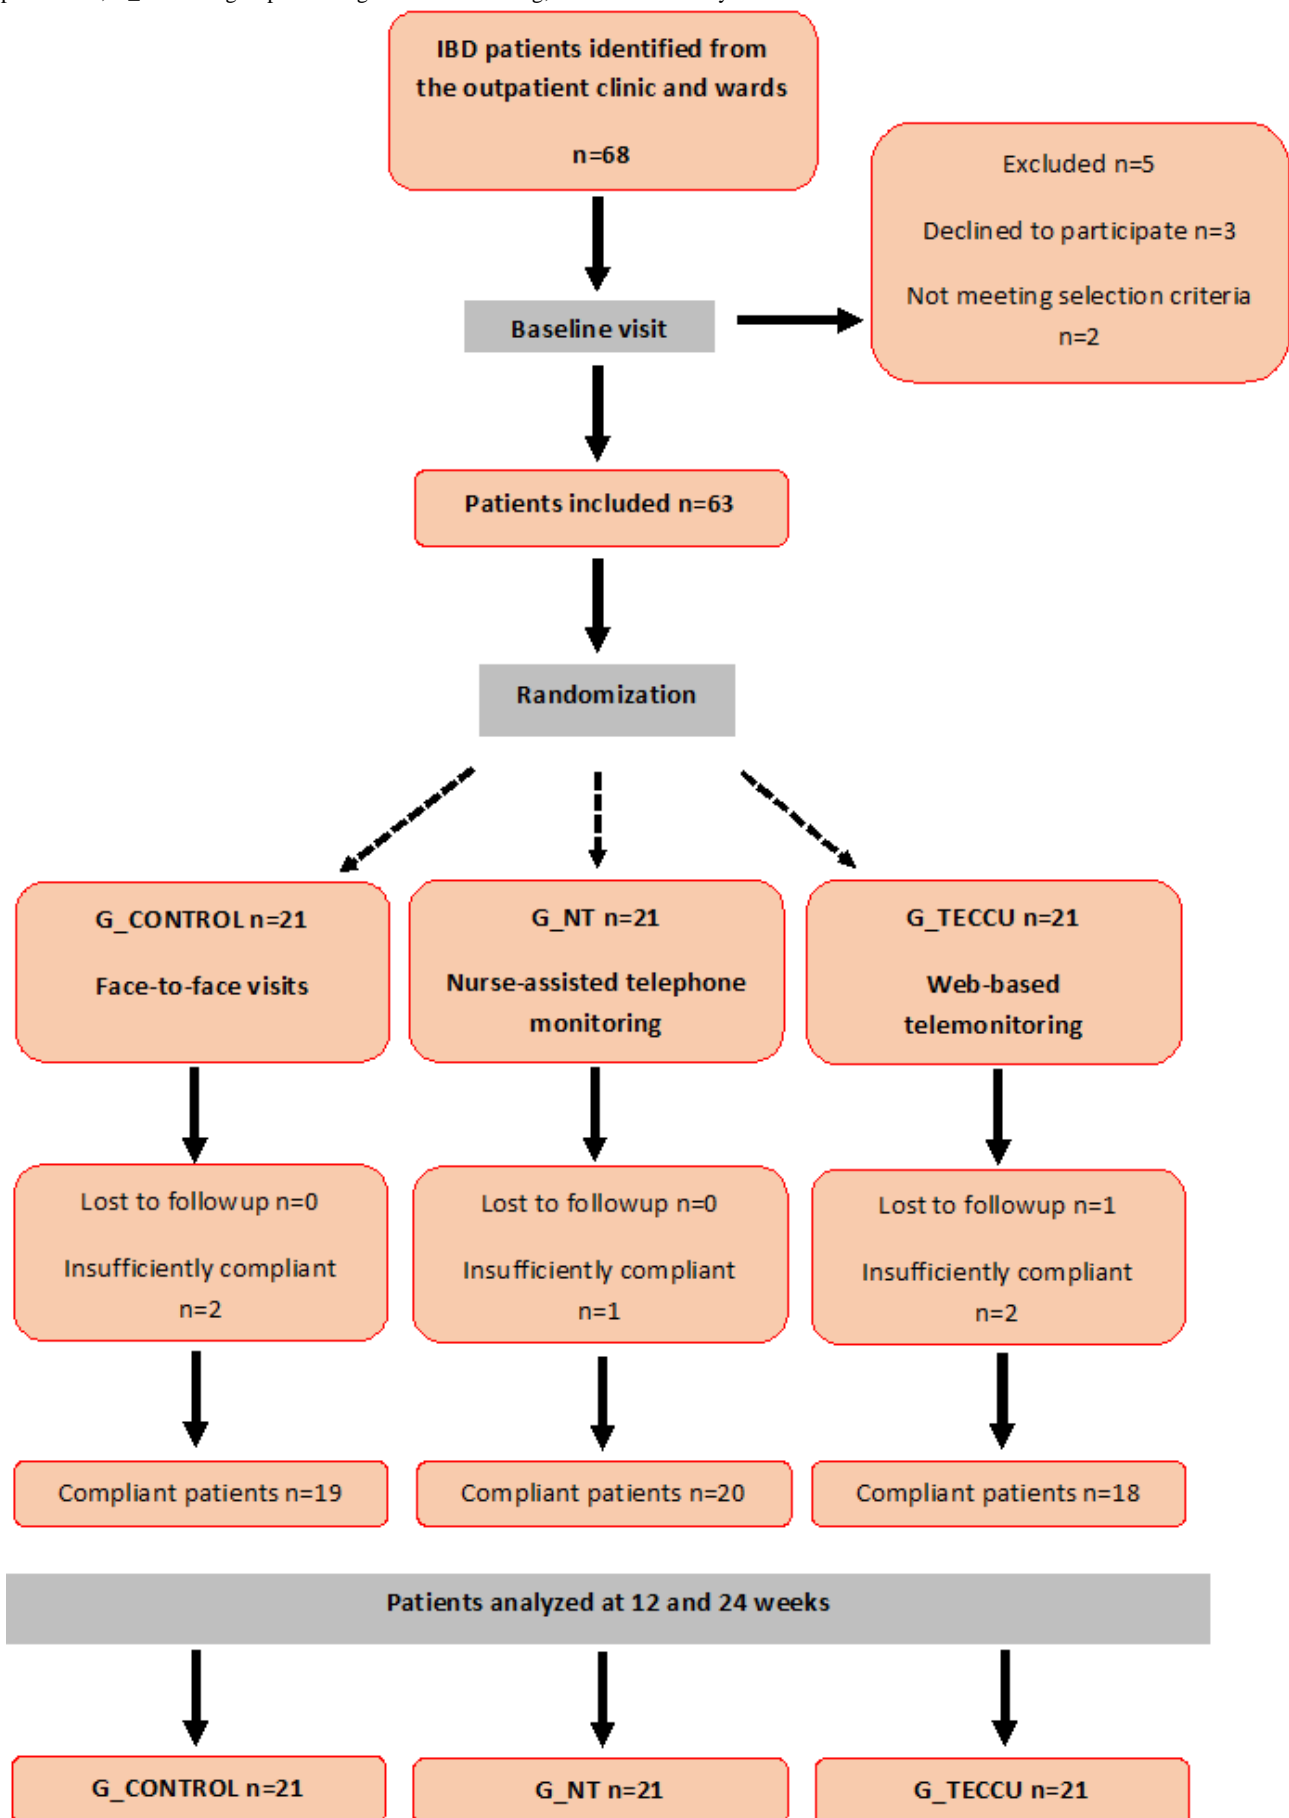 IBD patients identified from
the outpatient clinic and wards
n=68
Excluded n=5
Declined to participate n=3
Not meeting selection criteria
n=2
Baseline visit
Patients included n=63
Randomization
G_CONTROL n=21
Face-to-face visits
G_NT n=21
Nurse-assisted telephone
monitoring
G_TECCU n=21
Web-based
telemonitoring
Lost to followup n=0
Insufficiently compliant
n=2
Lost to followup n=0
Insufficiently compliant
n=1
Lost to followup n=1
Insufficiently compliant
n=2
Compliant patients n=19
Compliant patients n=20
Compliant patients n=18
Patients analyzed at 12 and 24 weeks
G_CONTROL n=21
G_NT n=21
G_TECCU n=21